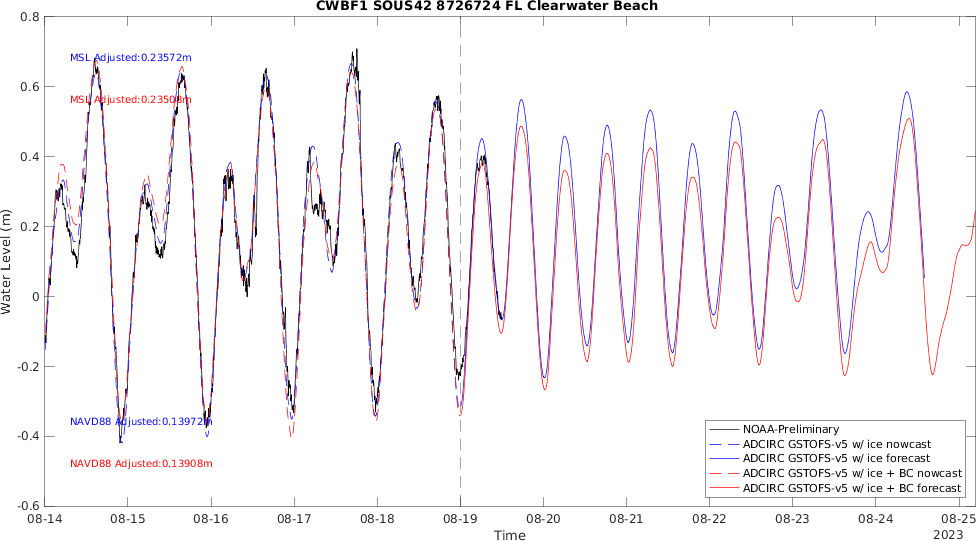 CWBF1 SOUS42 8726724 FL Clearwater Beach
0.8
0.6
0.4
0.2
0
-0.2
-0.4
-0.6
Water Level (m)
MSL Adjusted:0.23572m
MSL Adjusted:0.23508m
NAVD88 Adjusted:0.13972m
NAVD88 Adjusted:0.13908m
NOAA-Preliminary
ADCIRC GSTOFS-v5 w/ ice nowcast
ADCIRC GSTOFS-v5 w/ ice forecast
ADCIRC GSTOFS-v5 w/ ice + BC nowcast
ADCIRC GSTOFS-v5 w/ ice + BC forecast
08-14 08-15 08-16 08-17 08-18 08-19 08-20 08-21 08-22 08-23 08-24 08-25
Time
2023